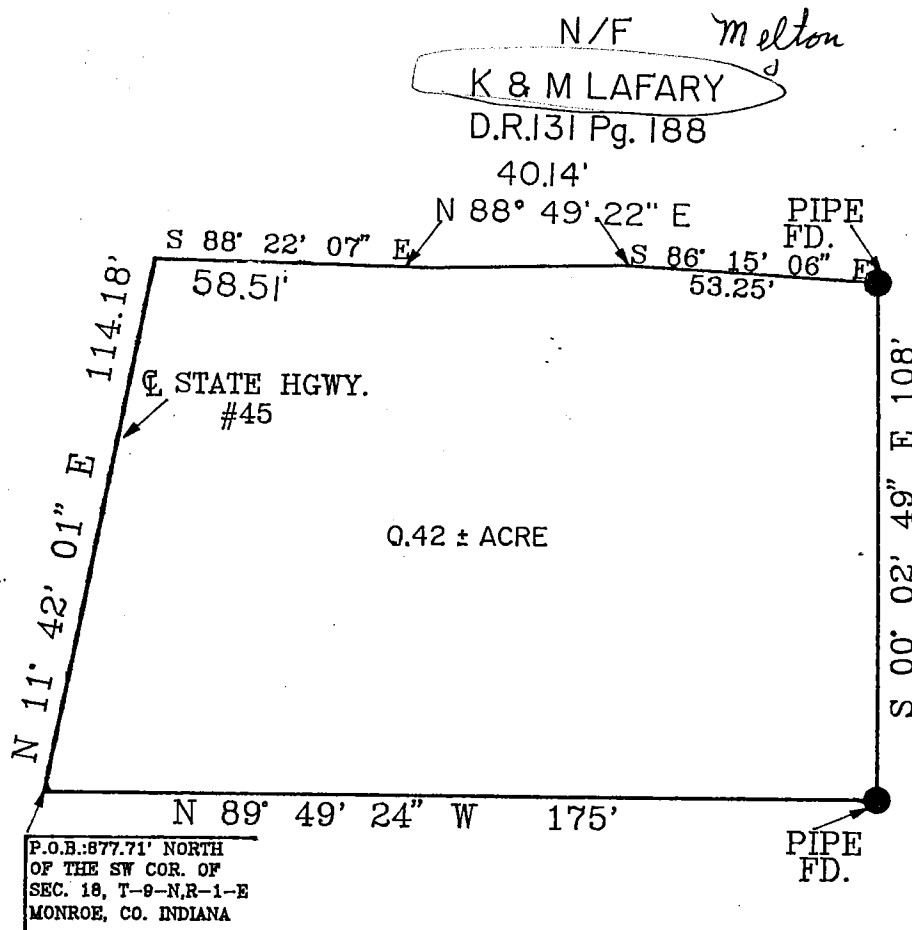 N/F Melton
K & M LAFARY
D.R.131 Pg. 188
40.14'
N 88° 49' 22" E
PIPE
FD.
S 88° 22' 07" E
58.51'
S 86° 15' 06" E
53.25'
N 11° 42' 01" E 114.18'
℄ STATE HGWY.
#45
0.42 ± ACRE
S 00° 02' 49" E 108'
N 89° 49' 24" W 175'
PIPE
FD.
P.O.B.:877.71' NORTH
OF THE SW COR. OF
SEC. 18, T-9-N,R-1-E
MONROE, CO. INDIANA